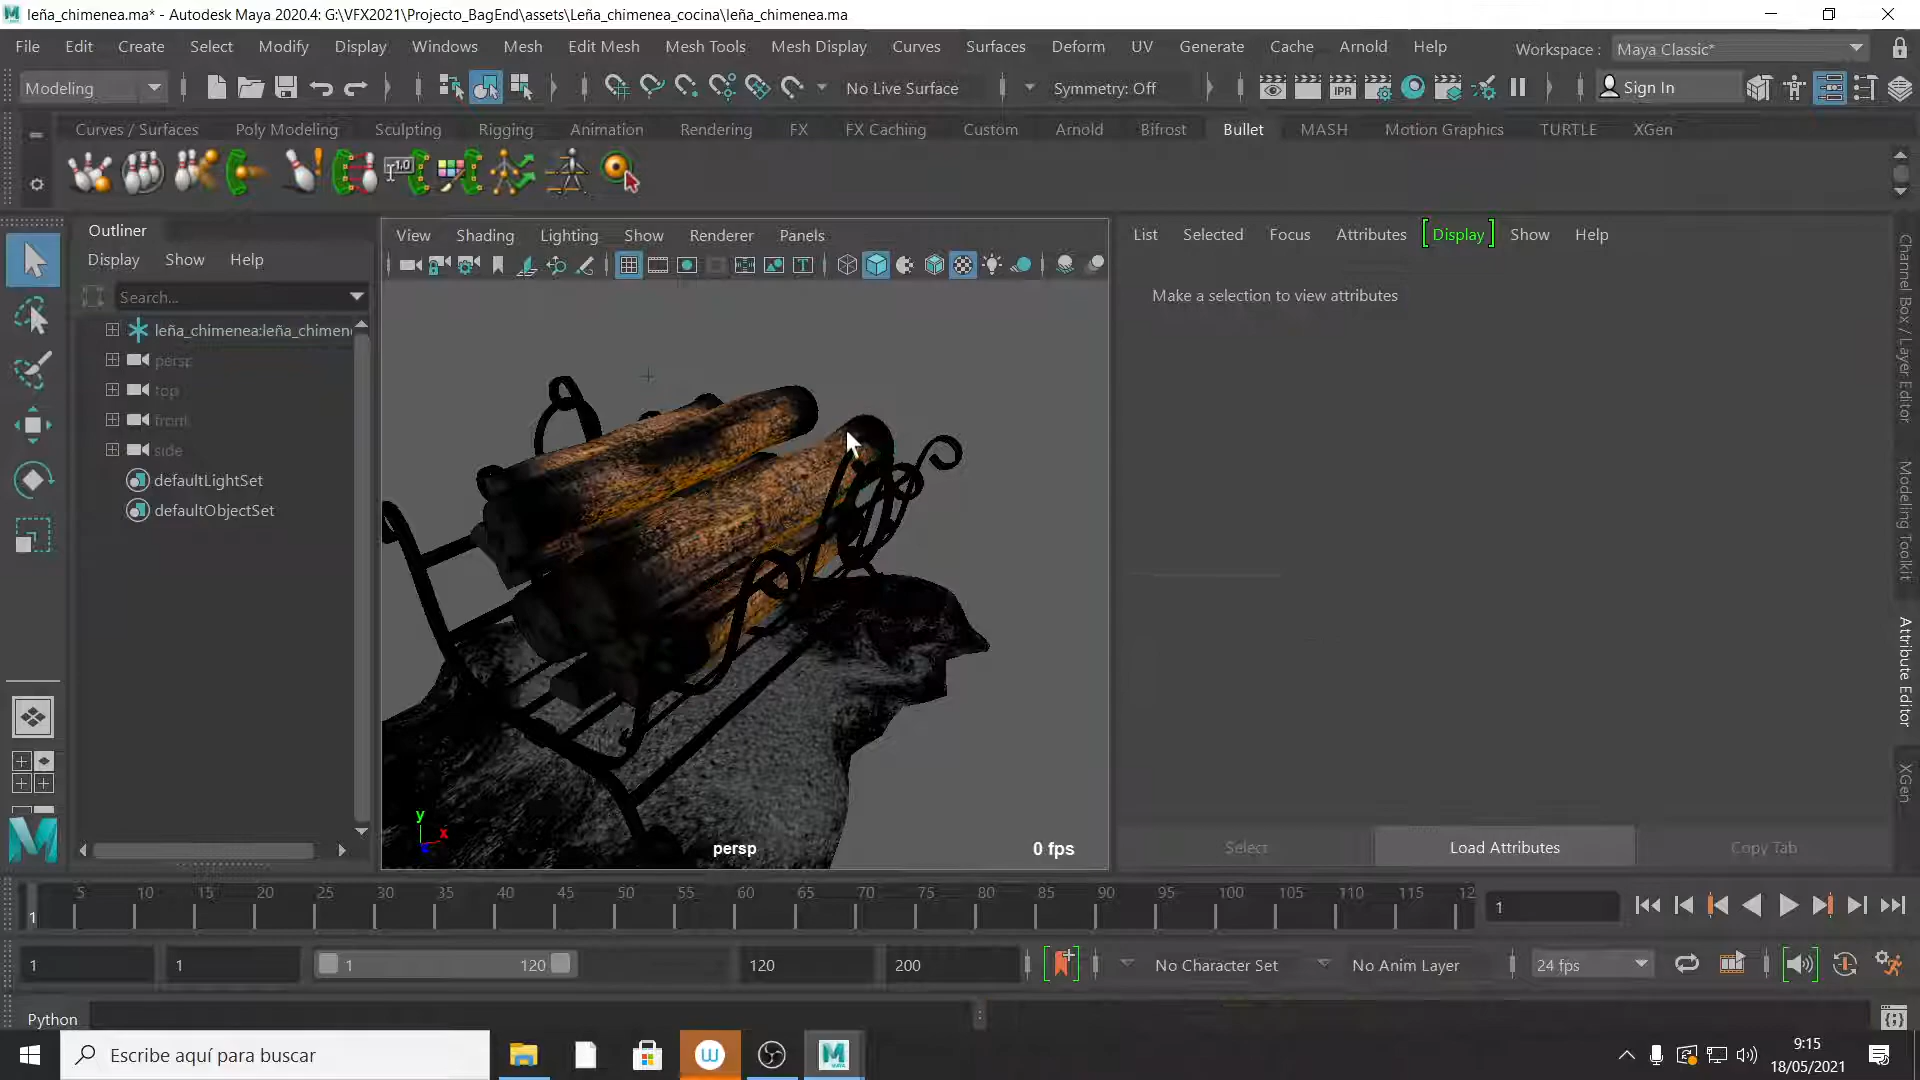 leña_chimenea.ma* - Autodesk Maya 2020.4: G:\VFX2021\Projecto_BagEnd\assets\Leña_chimenea_cocina\leña_chimenea.ma
File Edit Create Select Modify Display Windows Mesh Edit Mesh Mesh Tools Mesh Display Curves Surfaces Deform UV Generate Cache Arnold Help Workspace : Maya Classic*
Modeling No Live Surface Symmetry: Off IPR Sign In
Curves / Surfaces Poly Modeling Sculpting Rigging Animation Rendering FX FX Caching Custom Arnold Bifrost Bullet MASH Motion Graphics TURTLE XGen
1.0
Outliner
Display Show Help
Search...
leña_chimenea:leña_chimen
persp
top
front
side
defaultLightSet
defaultObjectSet
View Shading Lighting Show Renderer Panels
y
x
persp
0 fps
List Selected Focus Attributes Display Show Help
Make a selection to view attributes
Select Load Attributes Copy Tab
Channel Box / Layer Editor
Modeling Toolkit
Attribute Editor
XGen
1 5 10 15 20 25 30 35 40 45 50 55 60 65 70 75 80 85 90 95 100 105 110 115 12
1
1 1 1 120 120 200 No Character Set No Anim Layer 24 fps
Python
Escribe aquí para buscar
9:15
18/05/2021